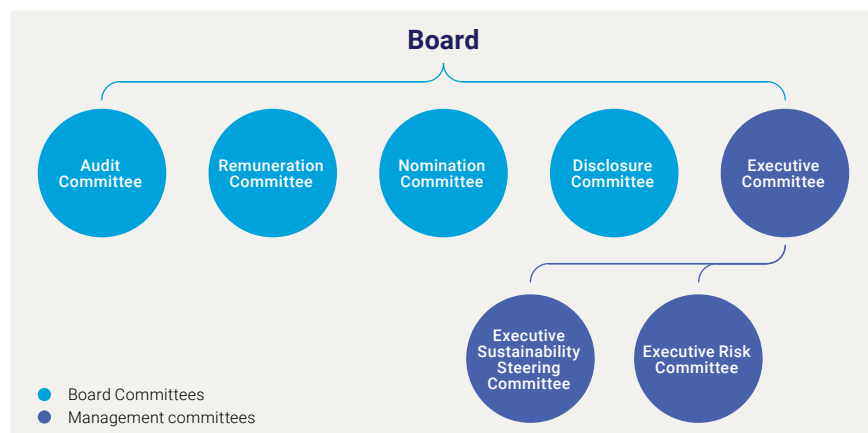 Board
Audit
Committee
Remuneration
Committee
Nomination
Committee
Disclosure
Committee
Executive
Committee
Executive
Sustainability
Steering
Committee
Executive Risk
Committee
Board Committees
Management committees